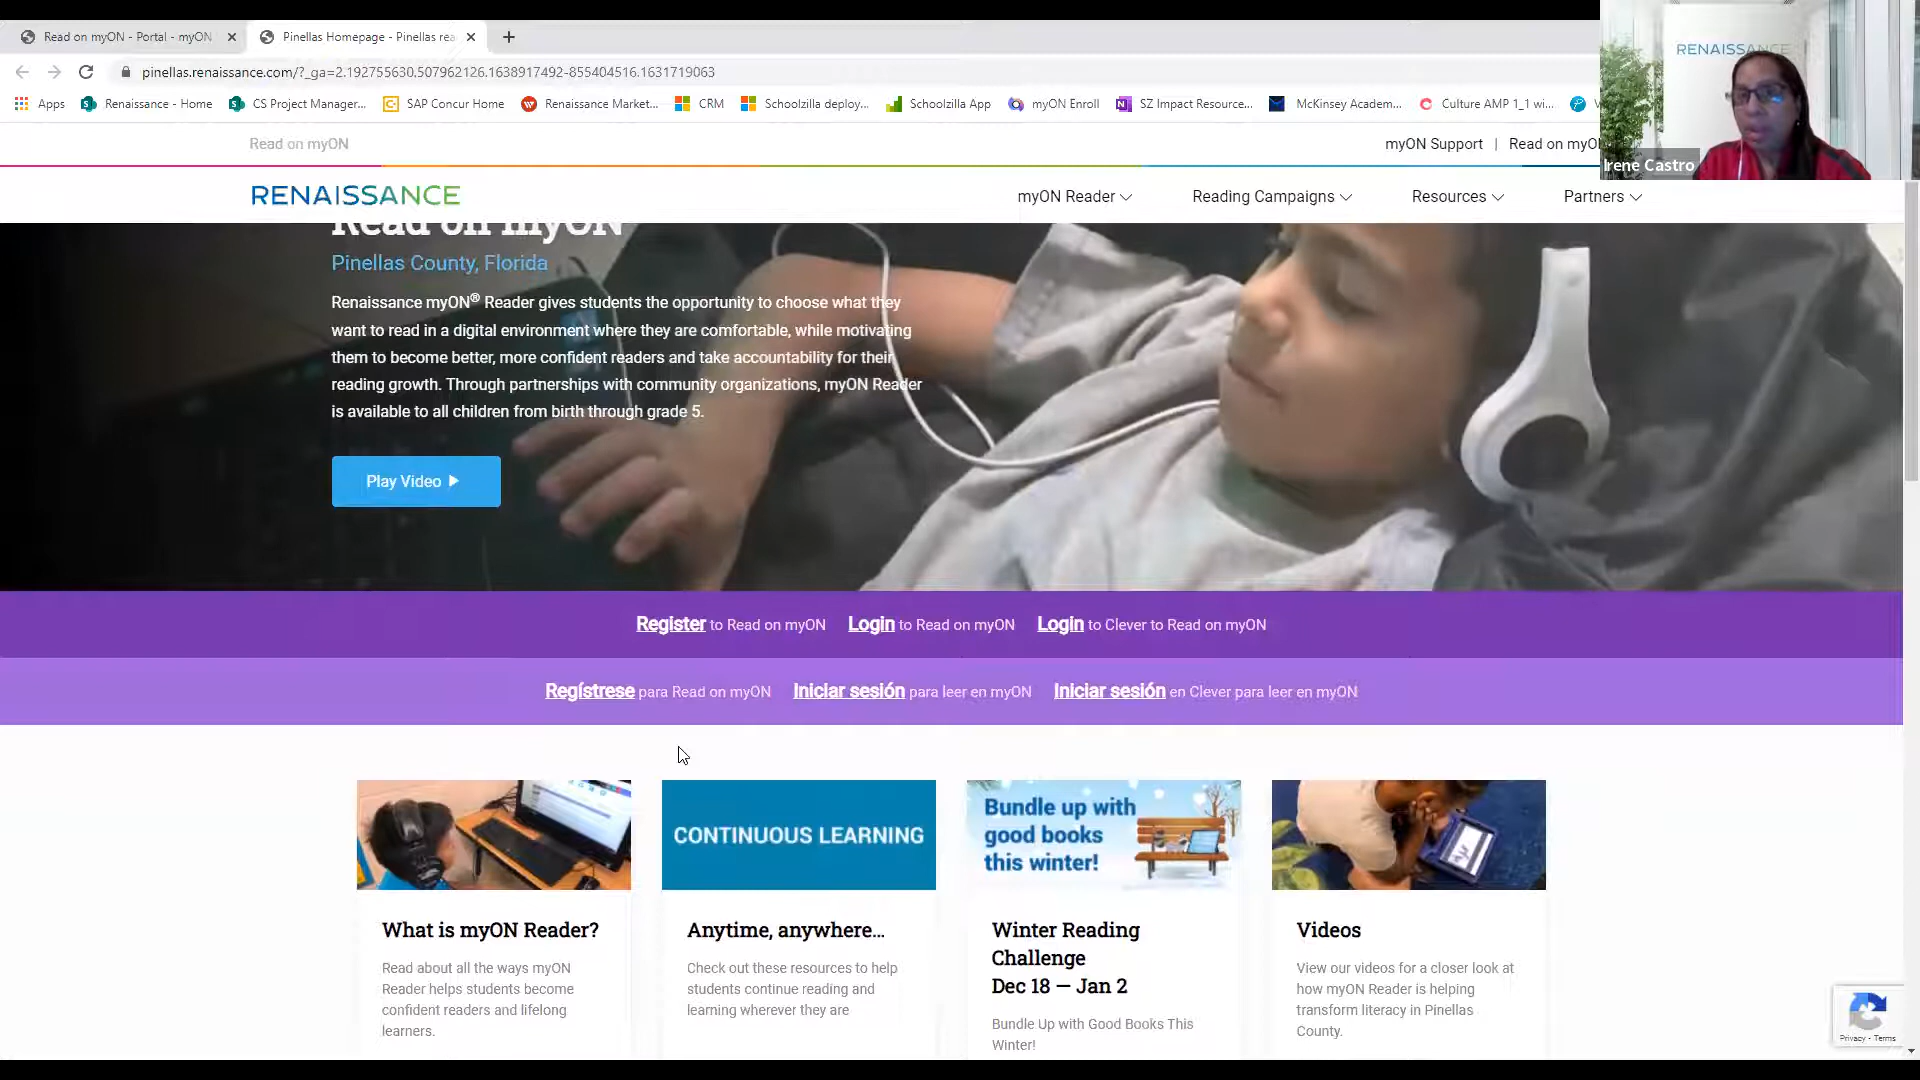 Read on myON - Portal - myON
Pinellas Homepage - Pinellas rea
pinellas.renaissance.com/?_ga=2.192755630.507962126.1638917492-855404516.1631719063
Apps
Renaissance - Home
CS Project Manager...
SAP Concur Home
Renaissance Market...
CRM
Schoolzilla deploy...
Schoolzilla App
myON Enroll
SZ Impact Resource...
McKinsey Academ...
Culture AMP 1_1 wi...
RENAISSANCE
Irene Castro
Read on myON
myON Support | Read on myO
RENAISSANCE
myON Reader
Reading Campaigns
Resources
Partners
Read on myON
Pinellas County, Florida
Renaissance myON® Reader gives students the opportunity to choose what they
want to read in a digital environment where they are comfortable, while motivating
them to become better, more confident readers and take accountability for their
reading growth. Through partnerships with community organizations, myON Reader
is available to all children from birth through grade 5.
Play Video
Register to Read on myON Login to Read on myON Login to Clever to Read on myON
Regístrese para Read on myON Iniciar sesión para leer en myON Iniciar sesión en Clever para leer en myON
What is myON Reader?
Read about all the ways myON
Reader helps students become
confident readers and lifelong
learners.
CONTINUOUS LEARNING
Anytime, anywhere...
Check out these resources to help
students continue reading and
learning wherever they are
Bundle up with
good books
this winter!
Winter Reading
Challenge
Dec 18 — Jan 2
Bundle Up with Good Books This
Winter!
Videos
View our videos for a closer look at
how myON Reader is helping
transform literacy in Pinellas
County.
Privacy - Terms